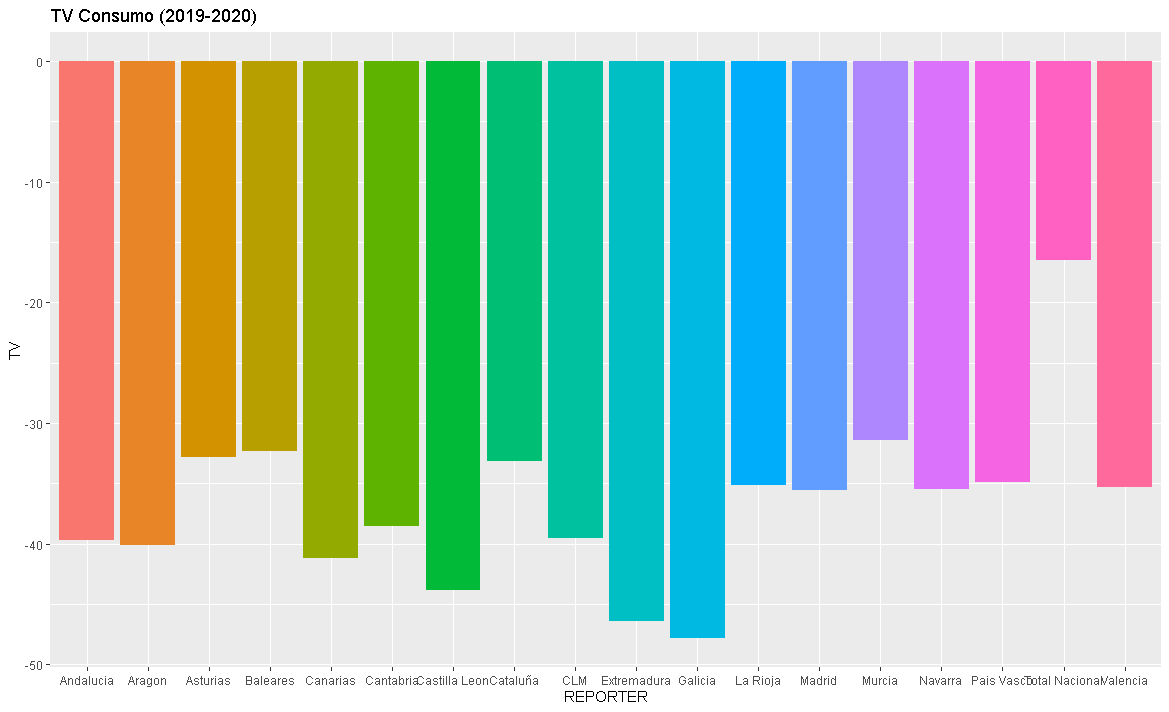 TV Consumo (2019-2020)
0
-10
-20
-30
-40
-50
TV
Andalucia Aragon Asturias Baleares Canarias Cantabria Castilla Leon Cataluña CLM Extremadura Galicia La Rioja Madrid Murcia Navarra Pais Vasco Total Nacional Valencia
REPORTER